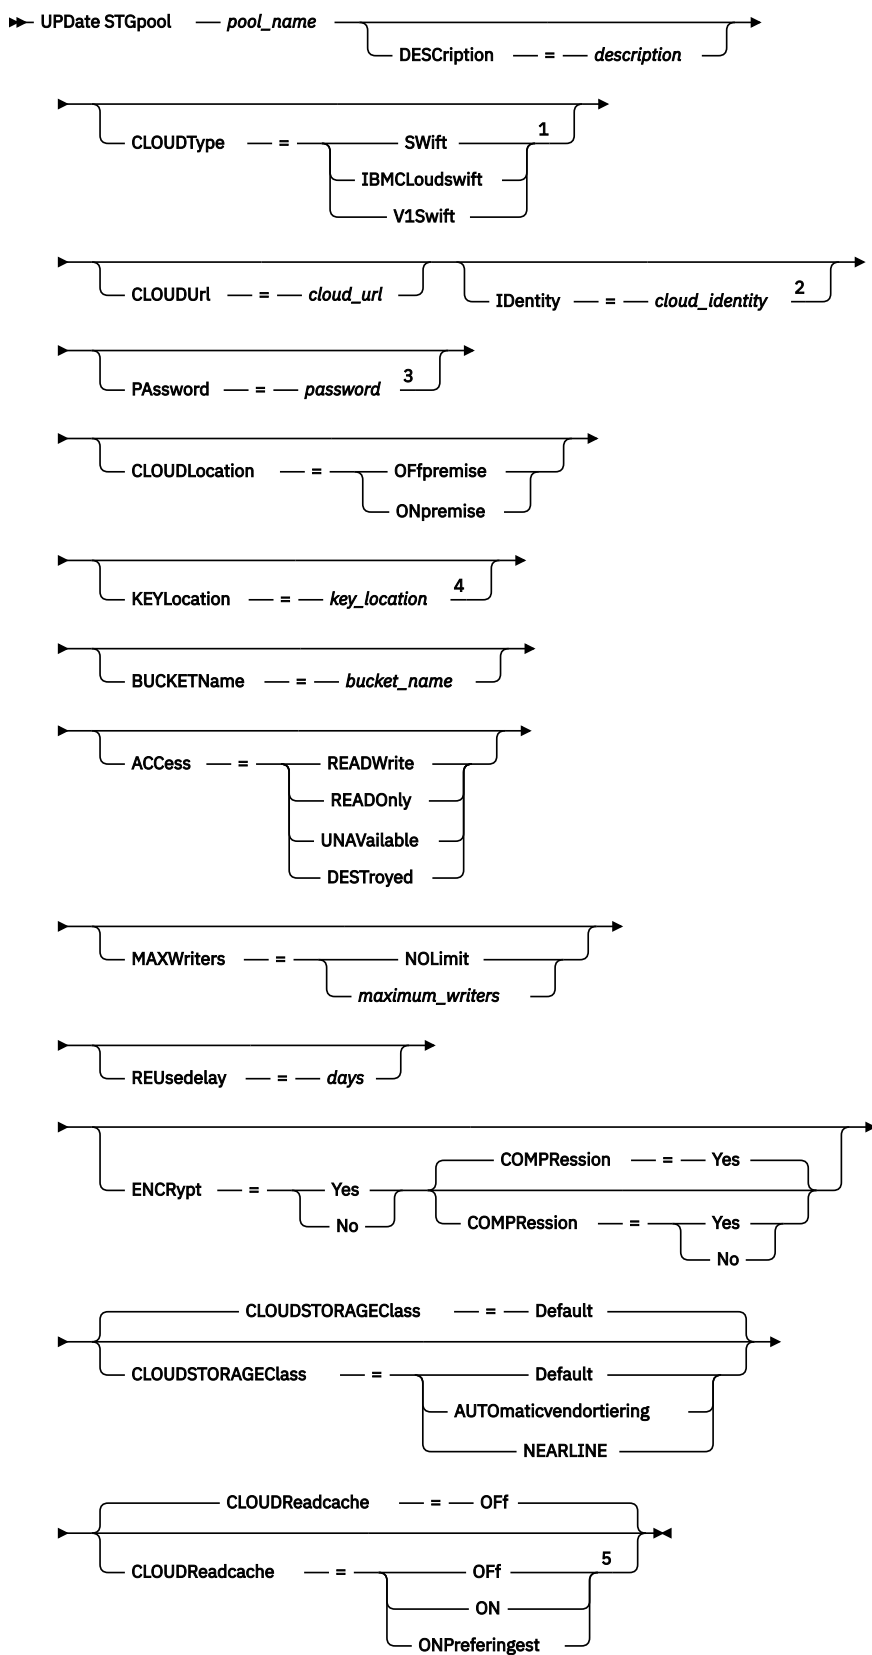 UPDate STGpool pool_name
DESCription = description
CLOUDType = SWift 1
IBMCLoudswift
V1Swift
CLOUDUrl = cloud_url IDentity = cloud_identity 2
PAssword = password 3
CLOUDLocation = OFfpremise
ONpremise
KEYLocation = key_location 4
BUCKETName = bucket_name
ACCess = READWrite
READOnly
UNAVailable
DESTroyed
MAXWriters = NOLimit
maximum_writers
REUsedelay = days
COMPRession = Yes
ENCRypt = Yes
No
COMPRession = Yes
No
CLOUDSTORAGEClass = Default
CLOUDSTORAGEClass = Default
AUTOmaticvendortiering
NEARLINE
CLOUDReadcache = OFf
CLOUDReadcache = OFf 5
ON
ONPreferingest